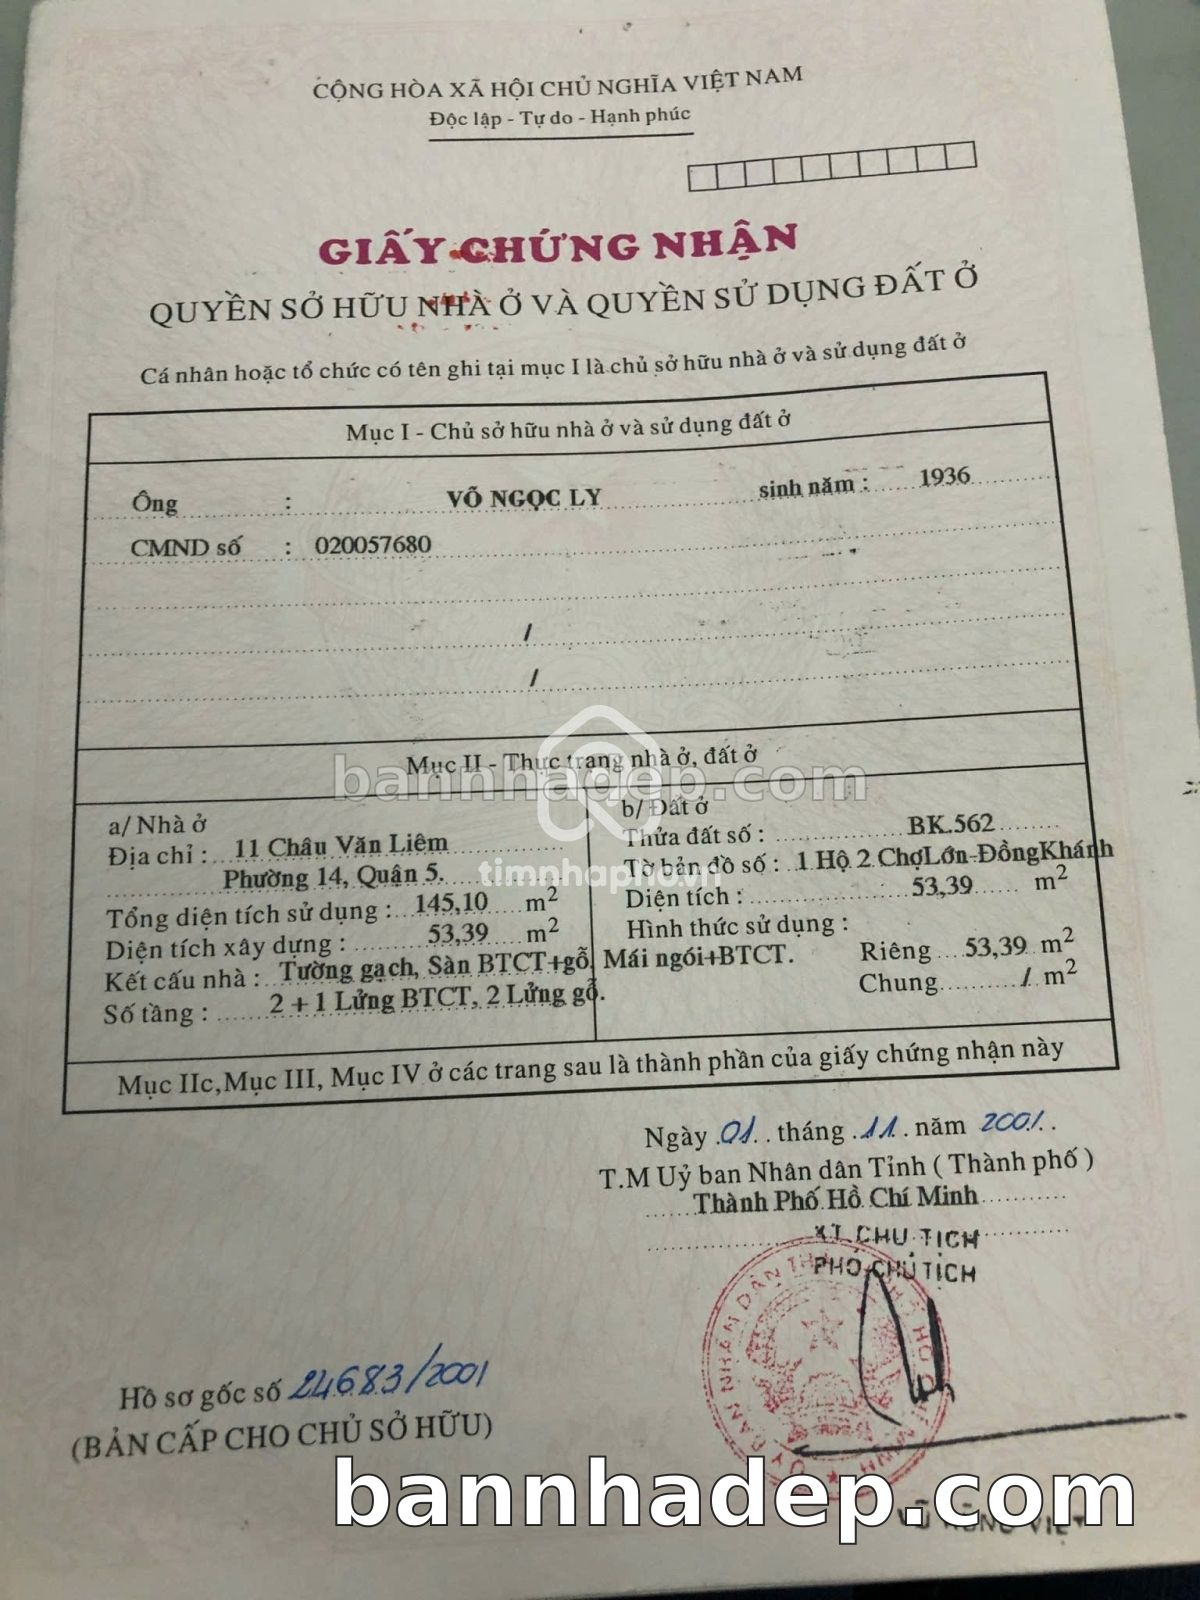 CỘNG HÒA XÃ HỘI CHỦ NGHĨA VIỆT NAM
Độc lập - Tự do - Hạnh phúc
GIẤY CHỨNG NHẬN
QUYỀN SỞ HỮU NHÀ Ở VÀ QUYỀN SỬ DỤNG ĐẤT Ở
Cá nhân hoặc tổ chức có tên ghi tại mục I là chủ sở hữu nhà ở và sử dụng đất ở
Mục I - Chủ sở hữu nhà ở và sử dụng đất ở
Ông : VÕ NGỌC LY sinh năm : 1936
CMND số : 020057680
/
/
Mục II - Thực trạng nhà ở, đất ở
bannhadep.com
a/ Nhà ở
Địa chỉ : 11 Châu Văn Liêm
Phường 14, Quận 5.
Tổng diện tích sử dụng : 145,10 m2
Diện tích xây dựng : 53,39 m2
Kết cấu nhà : Tường gạch, Sàn BTCT+gỗ, Mái ngói+BTCT.
Số tầng : 2 + 1 Lửng BTCT, 2 Lửng gỗ.
b/ Đất ở
Thửa đất số : BK.562
Tờ bản đồ số : 1 Hộ 2 ChợLớn-ĐồngKhánh
Diện tích : 53,39 m2
Hình thức sử dụng :
Riêng 53,39 m2
Chung / m2
timnhapho.vn
Mục IIc,Mục III, Mục IV ở các trang sau là thành phần của giấy chứng nhận này
Ngày 01 tháng 11 năm 2001
T.M Uỷ ban Nhân dân Tỉnh ( Thành phố )
Thành Phố Hồ Chí Minh
KT CHỦ TỊCH
PHÓ CHỦ TỊCH
Hồ sơ gốc số 24683/2001
(BẢN CẤP CHO CHỦ SỞ HỮU)
bannhadep.com